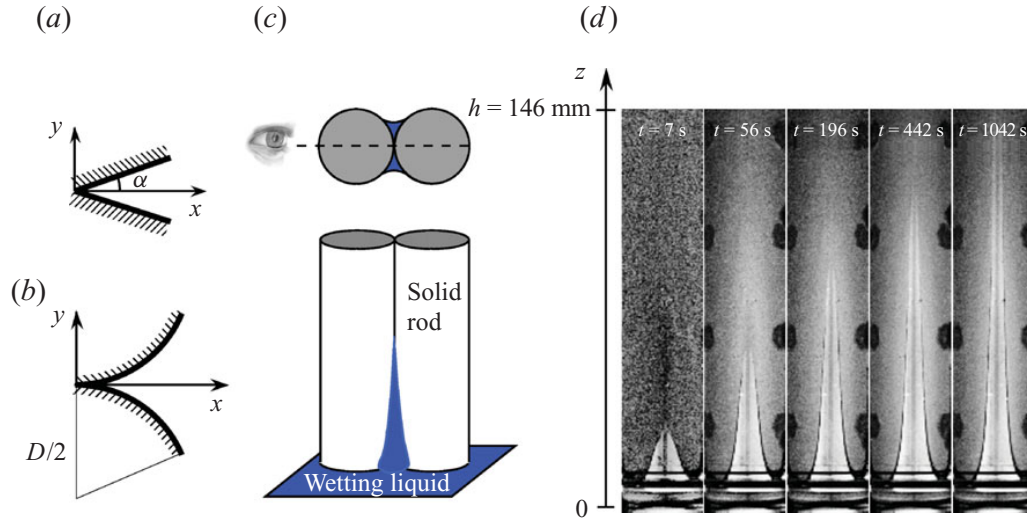 (a)
y
α
x
(b)
y
x
D/2
(c)
Solid
rod
Wetting liquid
(d)
z
h = 146 mm
0
t = 7 s
t = 56 s
t = 196 s
t = 442 s
t = 1042 s